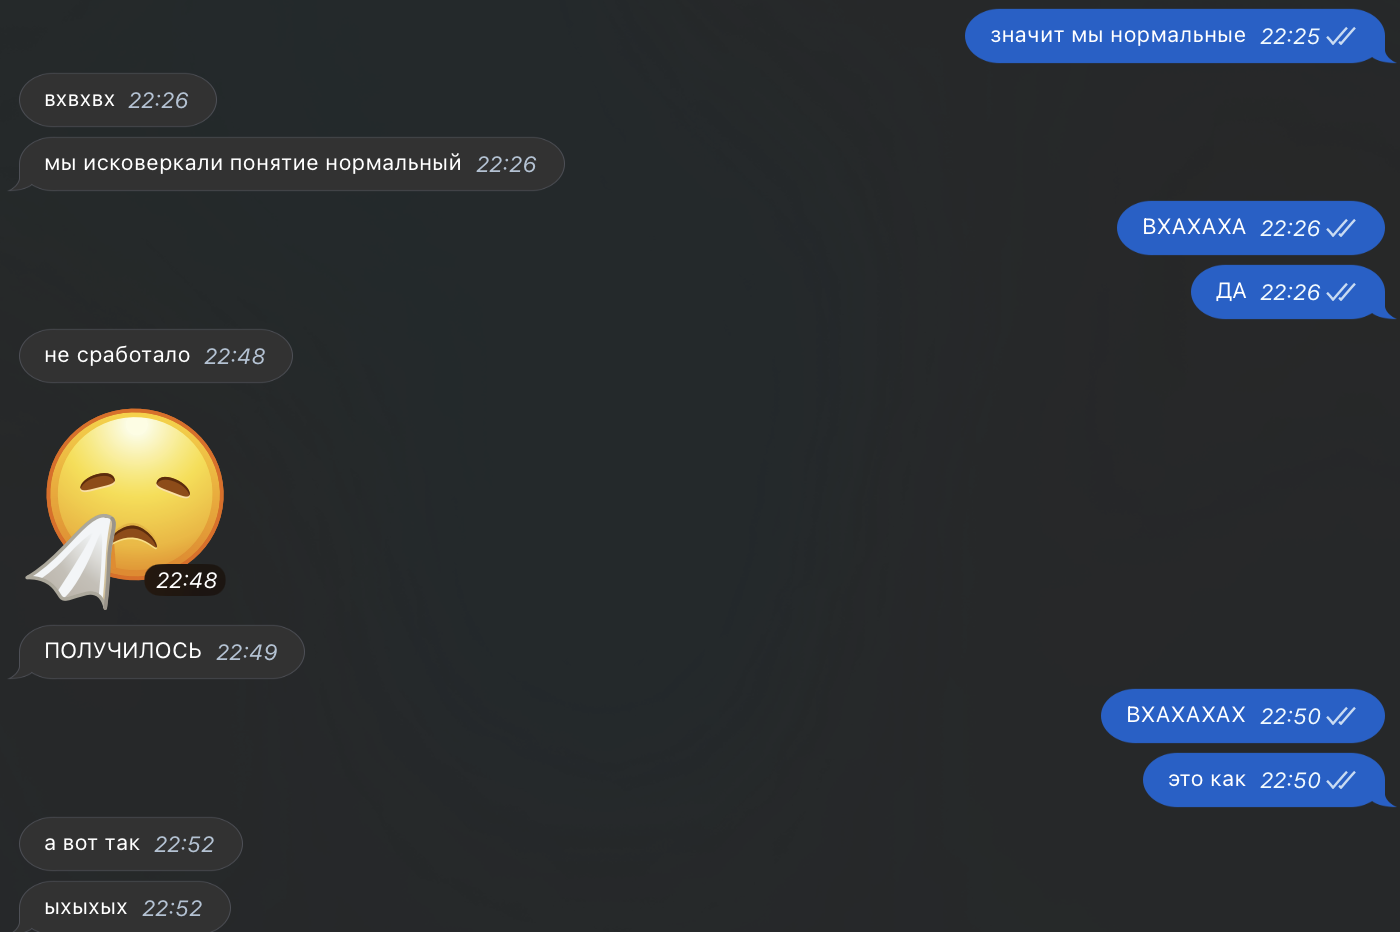 значит мы нормальные 22:25
вхвхвх 22:26
мы исковеркали понятие нормальный 22:26
ВХАХАХА 22:26
ДА 22:26
не сработало 22:48
22:48
ПОЛУЧИЛОСЬ 22:49
ВХАХАХАХ 22:50
это как 22:50
а вот так 22:52
ыхыхых 22:52